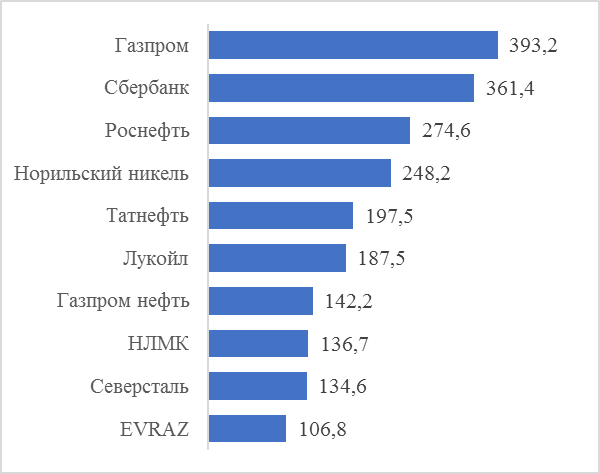 Газпром 393,2
Сбербанк 361,4
Роснефть 274,6
Норильский никель 248,2
Татнефть 197,5
Лукойл 187,5
Газпром нефть 142,2
НЛМК 136,7
Северсталь 134,6
EVRAZ 106,8